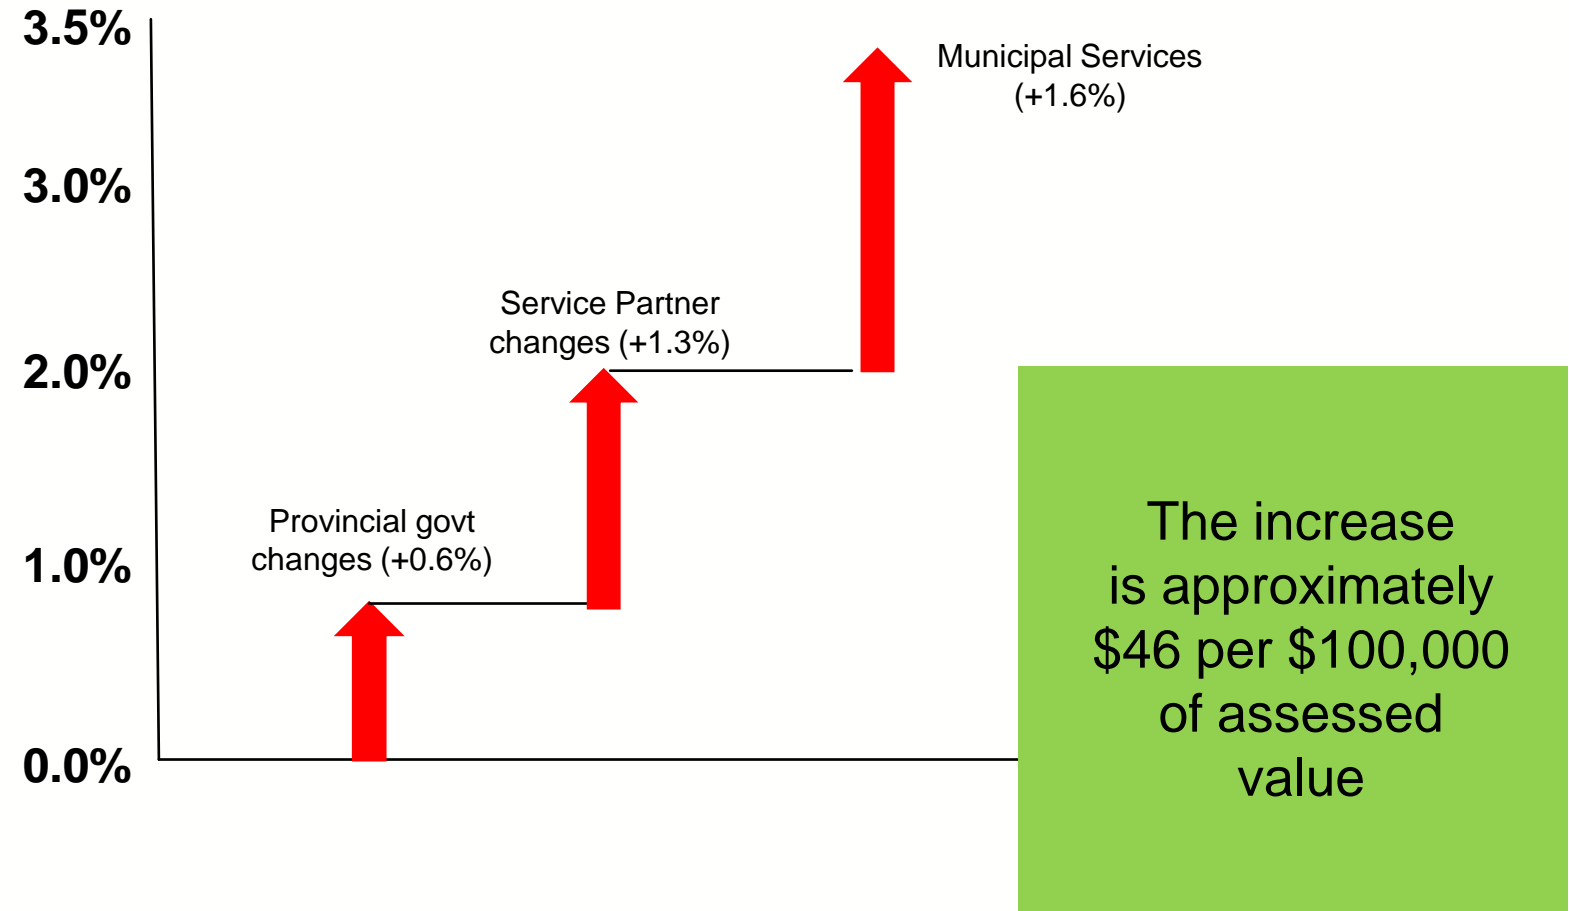 3.5%
Municipal Services
(+1.6%)
3.0%
Service Partner
changes (+1.3%)
2.0%
Provincial govt
changes (+0.6%)
1.0%
0.0%
The increase
is approximately
$46 per $100,000
of assessed
value